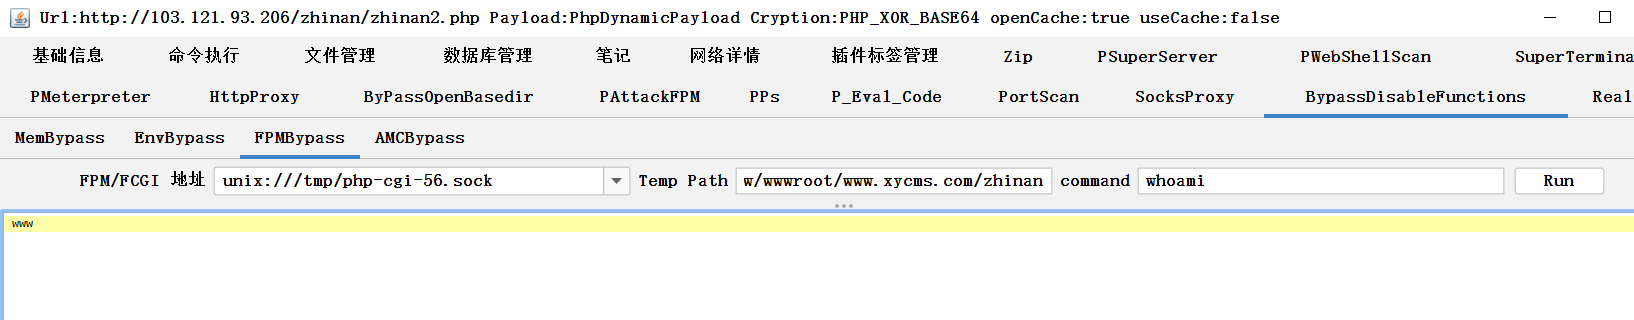 Url:http://103.121.93.206/zhinan/zhinan2.php Payload:PhpDynamicPayload Cryption:PHP_XOR_BASE64 openCache:true useCache:false
基础信息 命令执行 文件管理 数据库管理 笔记 网络详情 插件标签管理 Zip PSuperServer PWebShellScan SuperTermina
PMeterpreter HttpProxy ByPassOpenBasedir PAttackFPM PPs P_Eval_Code PortScan SocksProxy BypassDisableFunctions Real
MemBypass EnvBypass FPMBypass AMCBypass
FPM/FCGI 地址 unix:///tmp/php-cgi-56.sock Temp Path w/wwwroot/www.xycms.com/zhinan command whoami Run
www